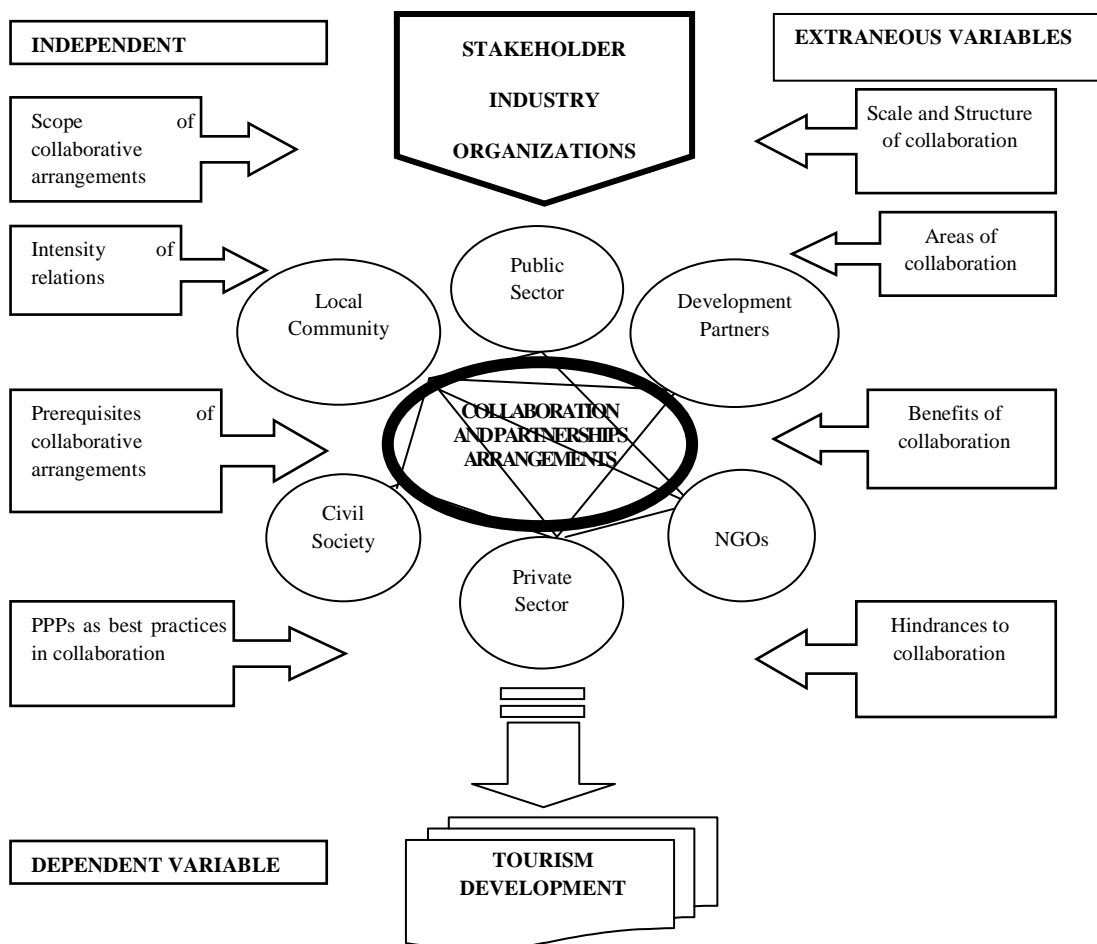 INDEPENDENT
STAKEHOLDER
INDUSTRY
ORGANIZATIONS
EXTRANEOUS VARIABLES
Scope of
collaborative
arrangements
Scale and Structure
of collaboration
Intensity of
relations
Areas of
collaboration
Public
Sector
Local
Community
Development
Partners
COLLABORATION
AND PARTNERSHIPS
ARRANGEMENTS
Prerequisites of
collaborative
arrangements
Benefits of
collaboration
Civil
Society
NGOs
Private
Sector
PPPs as best practices
in collaboration
Hindrances to
collaboration
DEPENDENT VARIABLE
TOURISM
DEVELOPMENT